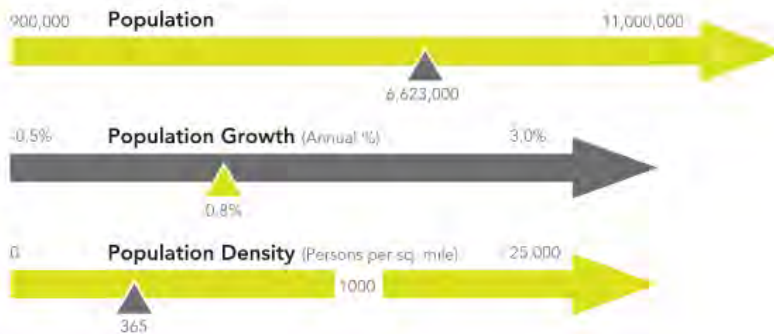 900,000 Population 11,000,000
6,623,000
-0.5% Population Growth (Annual %) 3.0%
0.8%
0 Population Density (Persons per sq. mile) 25,000
1000
365